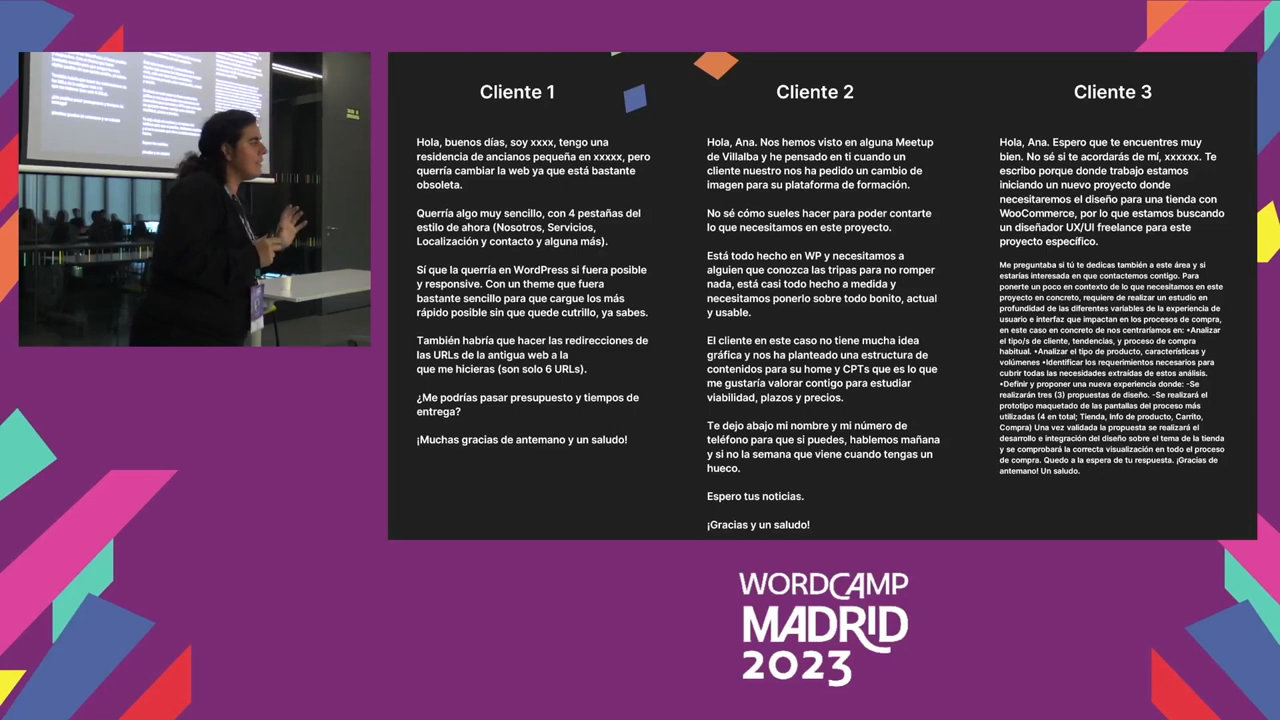 Cliente 1
Hola, buenos días, soy xxxx, tengo una
residencia de ancianos pequeña en xxxxx, pero
querría cambiar la web ya que está bastante
obsoleta.
Querría algo muy sencillo, con 4 pestañas del
estilo de ahora (Nosotros, Servicios,
Localización y contacto y alguna más).
Sí que la querría en WordPress si fuera posible
y responsive. Con un theme que fuera
bastante sencillo para que cargue los más
rápido posible sin que quede cutrillo, ya sabes.
También habría que hacer las redirecciones de
las URLs de la antigua web a la
que me hicieras (son solo 6 URLs).
¿Me podrías pasar presupuesto y tiempos de
entrega?
¡Muchas gracias de antemano y un saludo!
Cliente 2
Hola, Ana. Nos hemos visto en alguna Meetup
de Villalba y he pensado en ti cuando un
cliente nuestro nos ha pedido un cambio de
imagen para su plataforma de formación.
No sé cómo sueles hacer para poder contarte
lo que necesitamos en este proyecto.
Está todo hecho en WP y necesitamos a
alguien que conozca las tripas para no romper
nada, está casi todo hecho a medida y
necesitamos ponerlo sobre todo bonito, actual
y usable.
El cliente en este caso no tiene mucha idea
gráfica y nos ha planteado una estructura de
contenidos para su home y CPTs que es lo que
me gustaría valorar contigo para estudiar
viabilidad, plazos y precios.
Te dejo abajo mi nombre y mi número de
teléfono para que si puedes, hablemos mañana
y si no la semana que viene cuando tengas un
hueco.
Espero tus noticias.
¡Gracias y un saludo!
Cliente 3
Hola, Ana. Espero que te encuentres muy
bien. No sé si te acordarás de mí, xxxxxx. Te
escribo porque donde trabajo estamos
iniciando un nuevo proyecto donde
necesitaremos el diseño para una tienda con
WooCommerce, por lo que estamos buscando
un diseñador UX/UI freelance para este
proyecto específico.
Me preguntaba si tú te dedicas también a este área y si
estarías interesada en que contactemos contigo. Para
ponerte un poco en contexto de lo que necesitamos en este
proyecto en concreto, requiere de realizar un estudio en
profundidad de las diferentes variables de la experiencia de
usuario e interfaz que impactan en los procesos de compra,
en este caso en concreto de nos centraríamos en: •Analizar
el tipo/s de cliente, tendencias, y proceso de compra
habitual. •Analizar el tipo de producto, características y
volúmenes •Identificar los requerimientos necesarios para
cubrir todas las necesidades extraídas de estos análisis.
•Definir y proponer una nueva experiencia donde: -Se
realizarán tres (3) propuestas de diseño. -Se realizará el
prototipo maquetado de las pantallas del proceso más
utilizadas (4 en total; Tienda, Info de producto, Carrito,
Compra) Una vez validada la propuesta se realizará el
desarrollo e integración del diseño sobre el tema de la tienda
y se comprobará la correcta visualización en todo el proceso
de compra. Quedo a la espera de tu respuesta. ¡Gracias de
antemano! Un saludo.
WORDCAMP
MADRID
2023